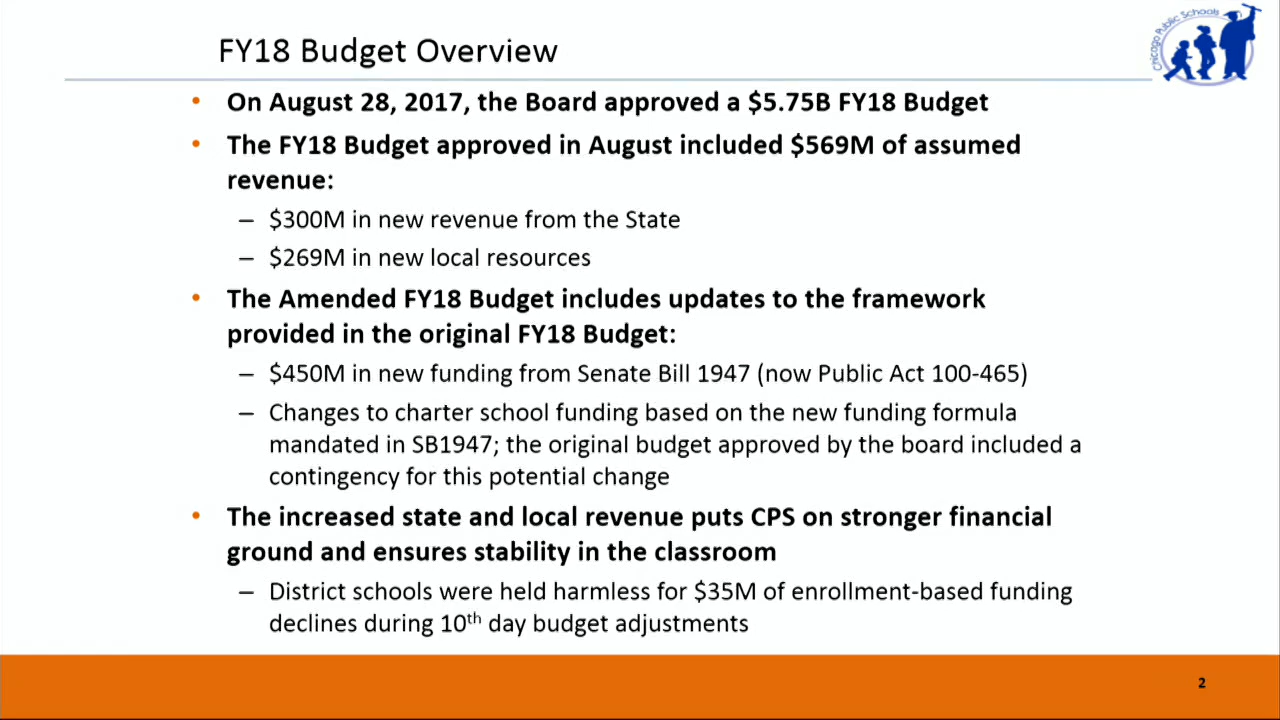 FY18 Budget Overview
Chicago Public Schools
• On August 28, 2017, the Board approved a $5.75B FY18 Budget
• The FY18 Budget approved in August included $569M of assumed
revenue:
– $300M in new revenue from the State
– $269M in new local resources
• The Amended FY18 Budget includes updates to the framework
provided in the original FY18 Budget:
– $450M in new funding from Senate Bill 1947 (now Public Act 100-465)
– Changes to charter school funding based on the new funding formula
mandated in SB1947; the original budget approved by the board included a
contingency for this potential change
• The increased state and local revenue puts CPS on stronger financial
ground and ensures stability in the classroom
– District schools were held harmless for $35M of enrollment-based funding
declines during 10th day budget adjustments
2